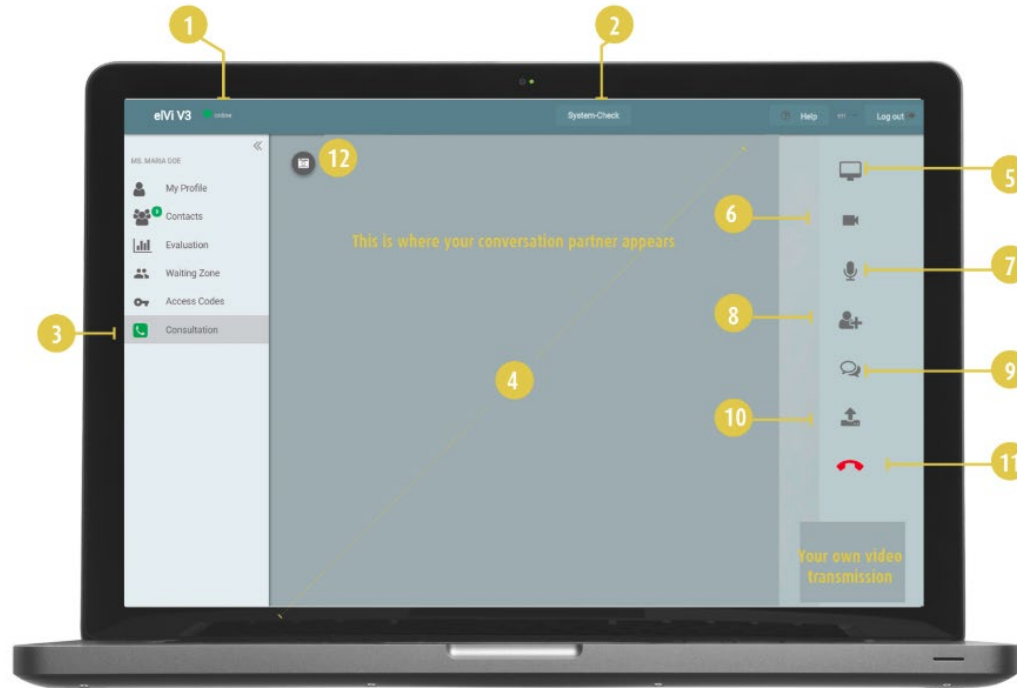 1
2
elVi V3 online
System-Check
Help
en
Log out
MS. MARIA DOE
12
My Profile
5
Contacts
6
This is where your conversation partner appears
Evaluation
Waiting Zone
7
Access Codes
8
3
Consultation
4
9
10
11
Your own video
transmission